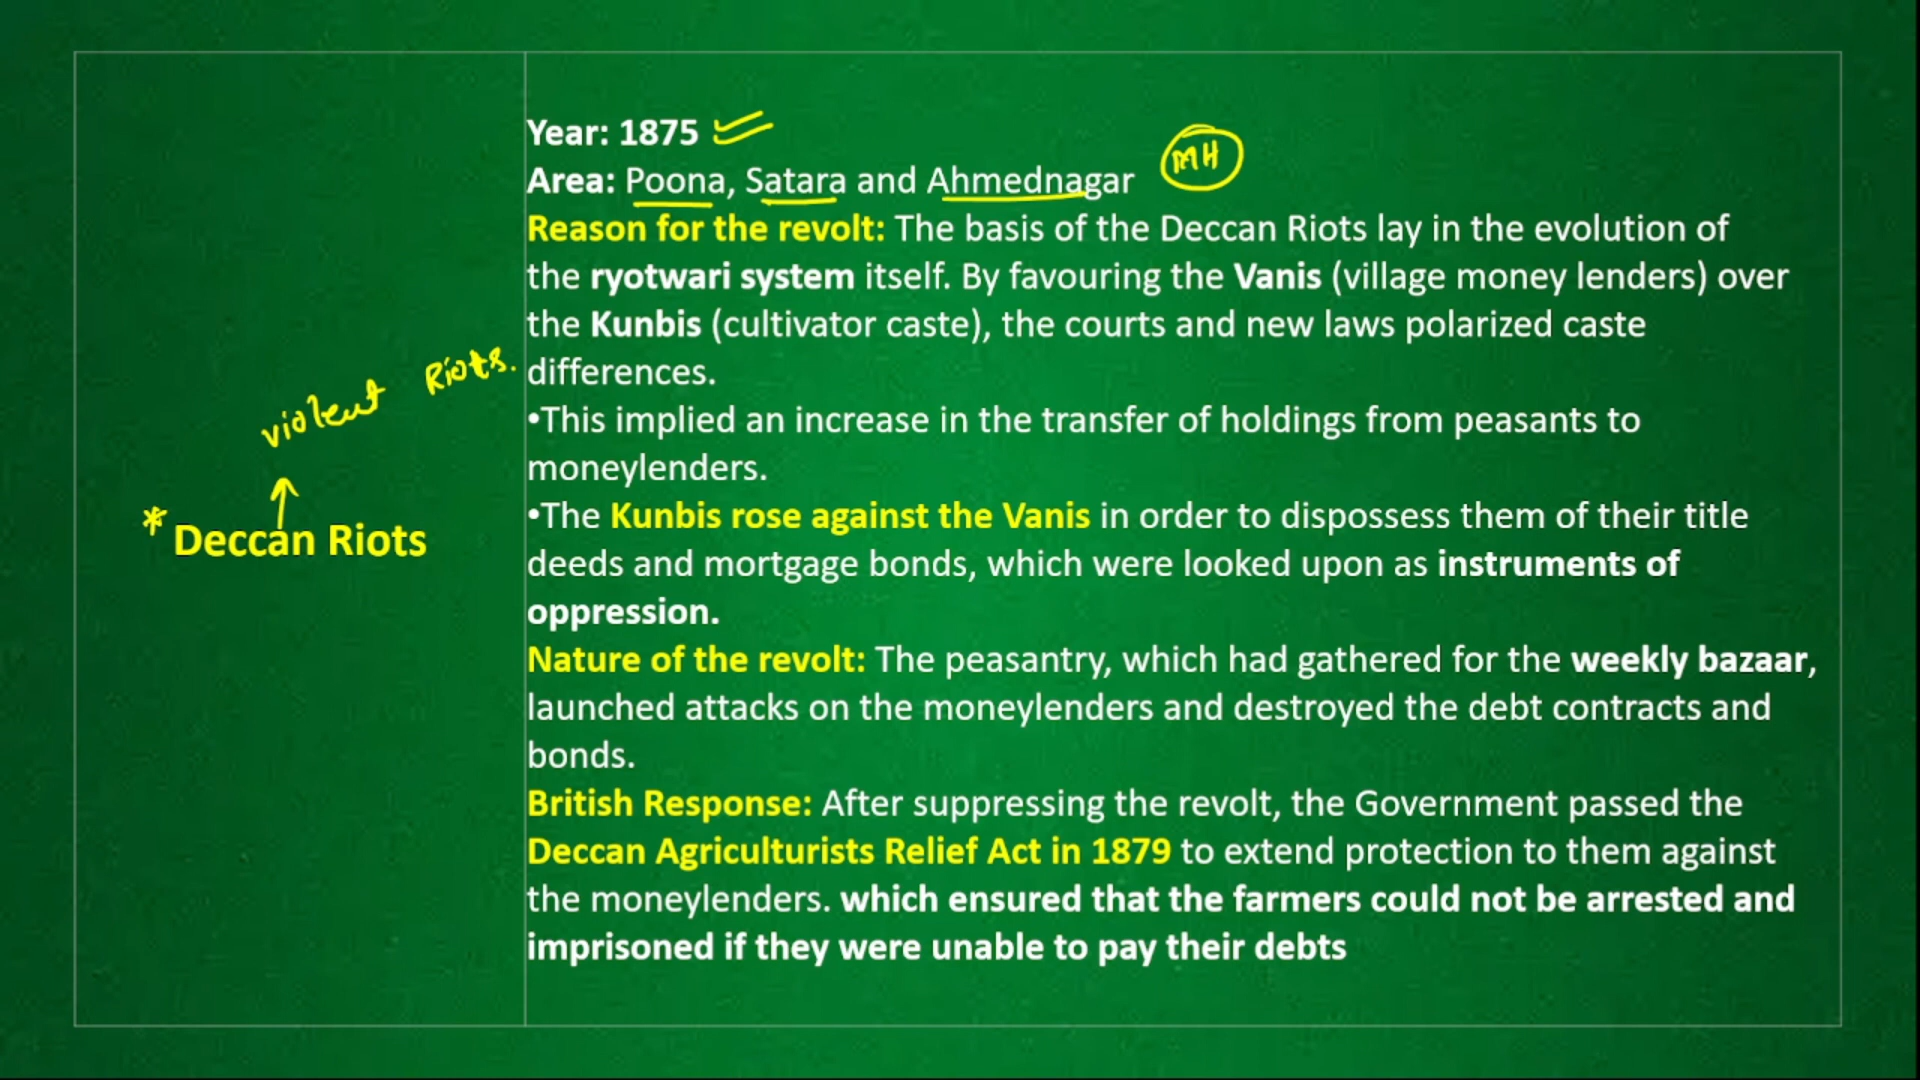 Year: 1875
MH
Area: Poona, Satara and Ahmednagar
Reason for the revolt: The basis of the Deccan Riots lay in the evolution of
the ryotwari system itself. By favouring the Vanis (village money lenders) over
the Kunbis (cultivator caste), the courts and new laws polarized caste
differences.
•This implied an increase in the transfer of holdings from peasants to
moneylenders.
•The Kunbis rose against the Vanis in order to dispossess them of their title
deeds and mortgage bonds, which were looked upon as instruments of
oppression.
Nature of the revolt: The peasantry, which had gathered for the weekly bazaar,
launched attacks on the moneylenders and destroyed the debt contracts and
bonds.
British Response: After suppressing the revolt, the Government passed the
Deccan Agriculturists Relief Act in 1879 to extend protection to them against
the moneylenders. which ensured that the farmers could not be arrested and
imprisoned if they were unable to pay their debts
violent Riots.
* Deccan Riots